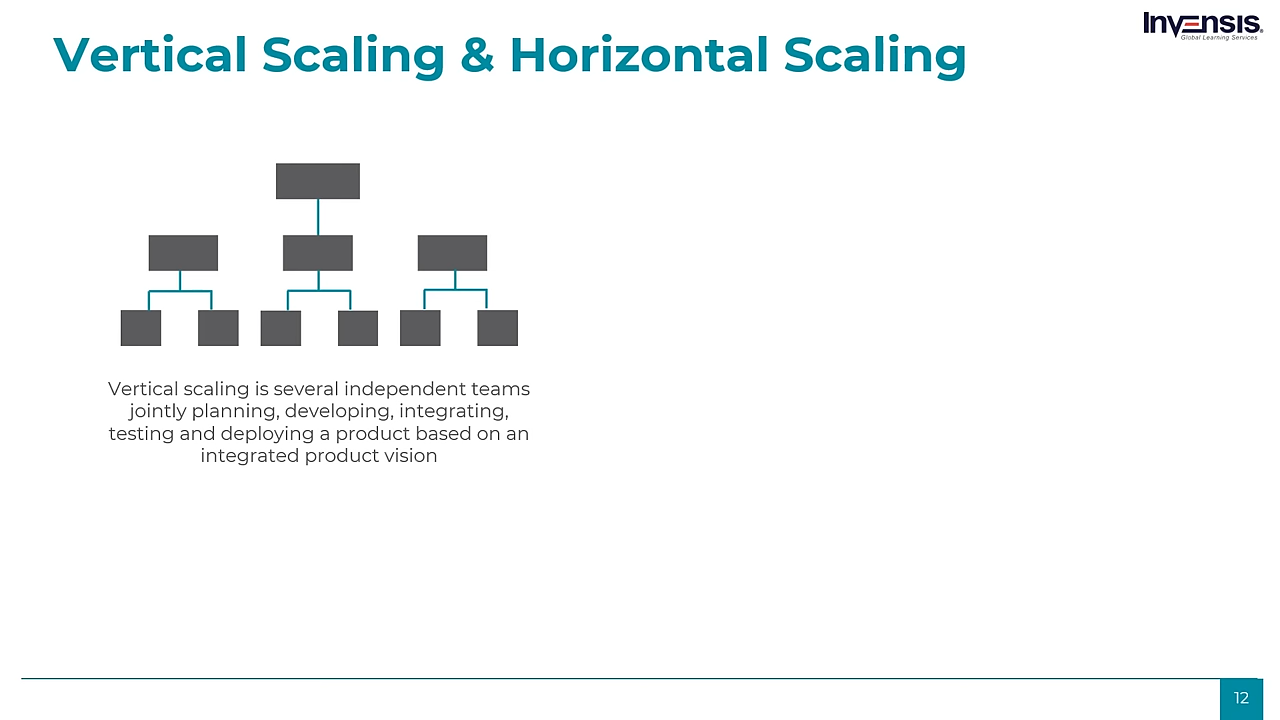 Invensis®
Global Learning Services
Vertical Scaling & Horizontal Scaling
Vertical scaling is several independent teams
jointly planning, developing, integrating,
testing and deploying a product based on an
integrated product vision
12